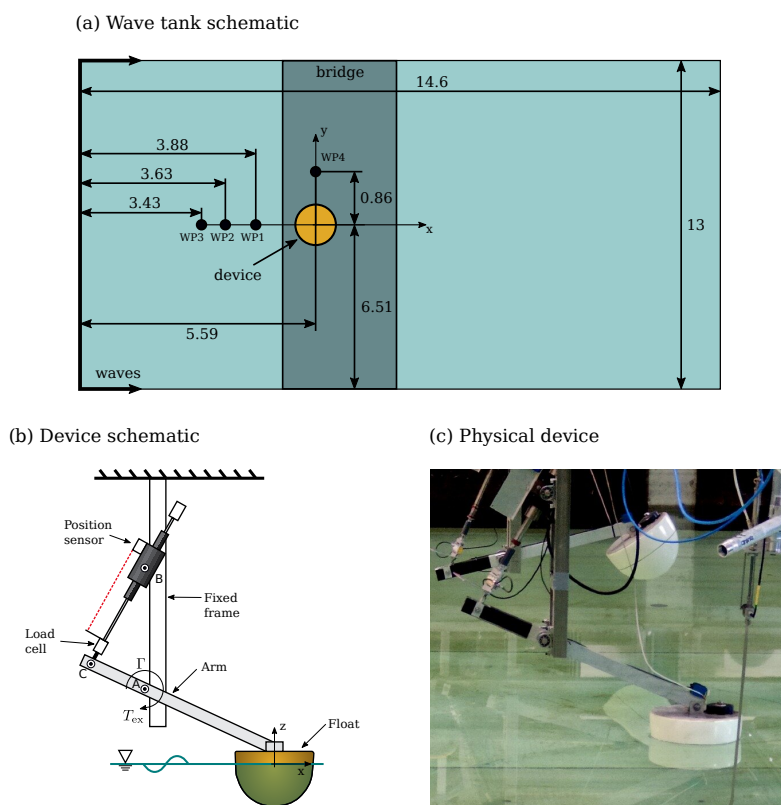 (a) Wave tank schematic
bridge
14.6
3.88
y
WP4
3.63
0.86
3.43
WP3 WP2 WP1
x
13
device
6.51
5.59
waves
(b) Device schematic
(c) Physical device
Position
sensor
B
Fixed
frame
Load
cell
C
Γ
Arm
A
T_ex
z
Float
x